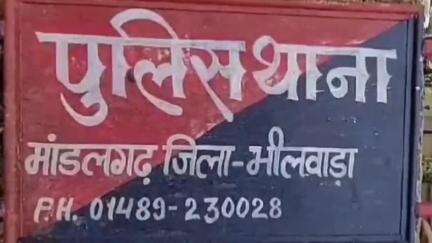 पुलिस थाना
मांडलगढ़ जिला-भीलवाड़ा
P.H. 01489-230028